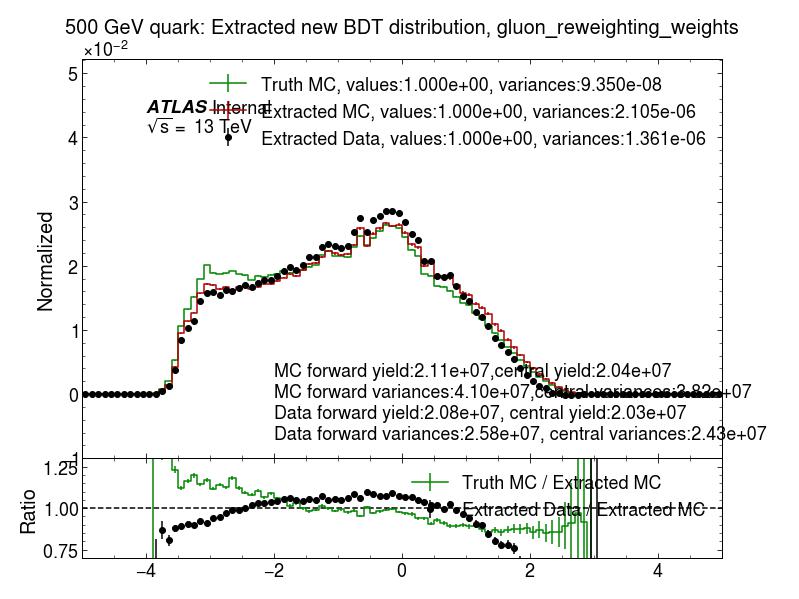 500 GeV quark: Extracted new BDT distribution, gluon_reweighting_weights
×10⁻²
5
Truth MC, values:1.000e+00, variances:9.350e-08
ATLAS Internal
Extracted MC, values:1.000e+00, variances:2.105e-06
√s = 13 TeV
Extracted Data, values:1.000e+00, variances:1.361e-06
4
3
Normalized
2
1
MC forward yield:2.11e+07,central yield:2.04e+07
MC forward variances:4.10e+07,central variances:3.82e+07
0
Data forward yield:2.08e+07, central yield:2.03e+07
Data forward variances:2.58e+07, central variances:2.43e+07
1
1.25
Truth MC / Extracted MC
Ratio
1.00
Extracted Data / Extracted MC
0.75
−4 −2 0 2 4